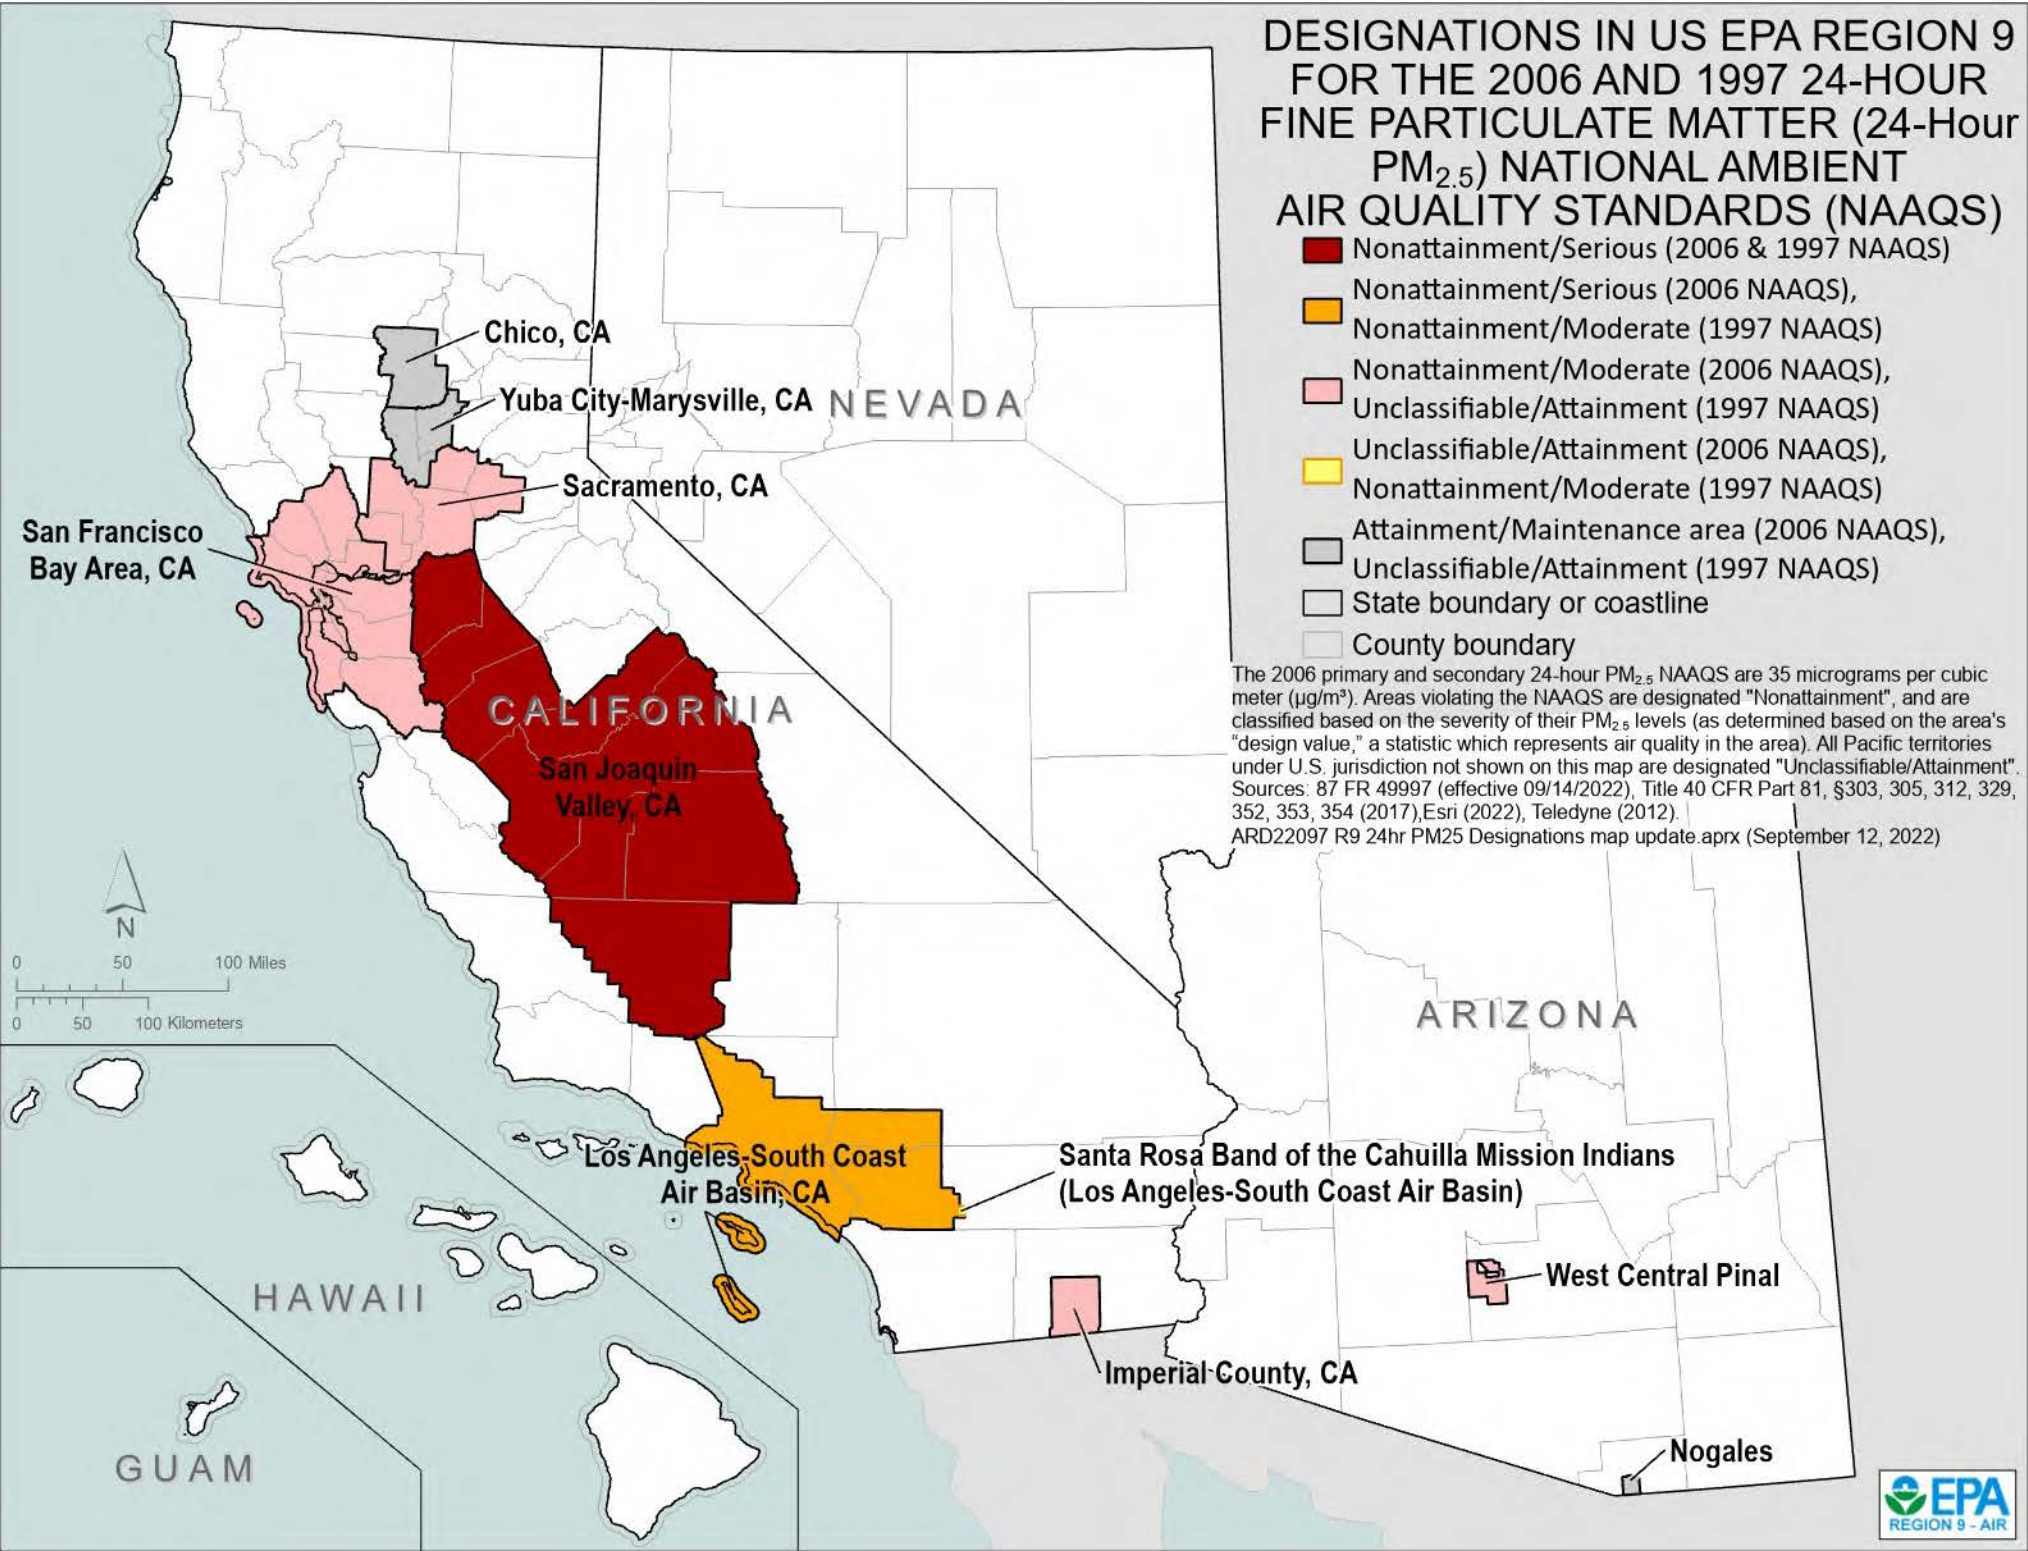 DESIGNATIONS IN US EPA REGION 9
FOR THE 2006 AND 1997 24-HOUR
FINE PARTICULATE MATTER (24-Hour
PM₂.₅) NATIONAL AMBIENT
AIR QUALITY STANDARDS (NAAQS)
Nonattainment/Serious (2006 & 1997 NAAQS)
Nonattainment/Serious (2006 NAAQS),
Nonattainment/Moderate (1997 NAAQS)
Nonattainment/Moderate (2006 NAAQS),
Unclassifiable/Attainment (1997 NAAQS)
Unclassifiable/Attainment (2006 NAAQS),
Nonattainment/Moderate (1997 NAAQS)
Attainment/Maintenance area (2006 NAAQS),
Unclassifiable/Attainment (1997 NAAQS)
State boundary or coastline
County boundary
The 2006 primary and secondary 24-hour PM₂.₅ NAAQS are 35 micrograms per cubic
meter (µg/m³). Areas violating the NAAQS are designated "Nonattainment", and are
classified based on the severity of their PM₂.₅ levels (as determined based on the area's
"design value," a statistic which represents air quality in the area). All Pacific territories
under U.S. jurisdiction not shown on this map are designated "Unclassifiable/Attainment".
Sources: 87 FR 49997 (effective 09/14/2022), Title 40 CFR Part 81, §303, 305, 312, 329,
352, 353, 354 (2017),Esri (2022), Teledyne (2012).
ARD22097 R9 24hr PM25 Designations map update.aprx (September 12, 2022)
Chico, CA
Yuba City-Marysville, CA
NEVADA
Sacramento, CA
San Francisco
Bay Area, CA
CALIFORNIA
San Joaquin
Valley, CA
N
0 50 100 Miles
0 50 100 Kilometers
ARIZONA
Los Angeles-South Coast
Air Basin, CA
Santa Rosa Band of the Cahuilla Mission Indians
(Los Angeles-South Coast Air Basin)
West Central Pinal
HAWAII
Imperial County, CA
GUAM
Nogales
EPA
REGION 9 - AIR